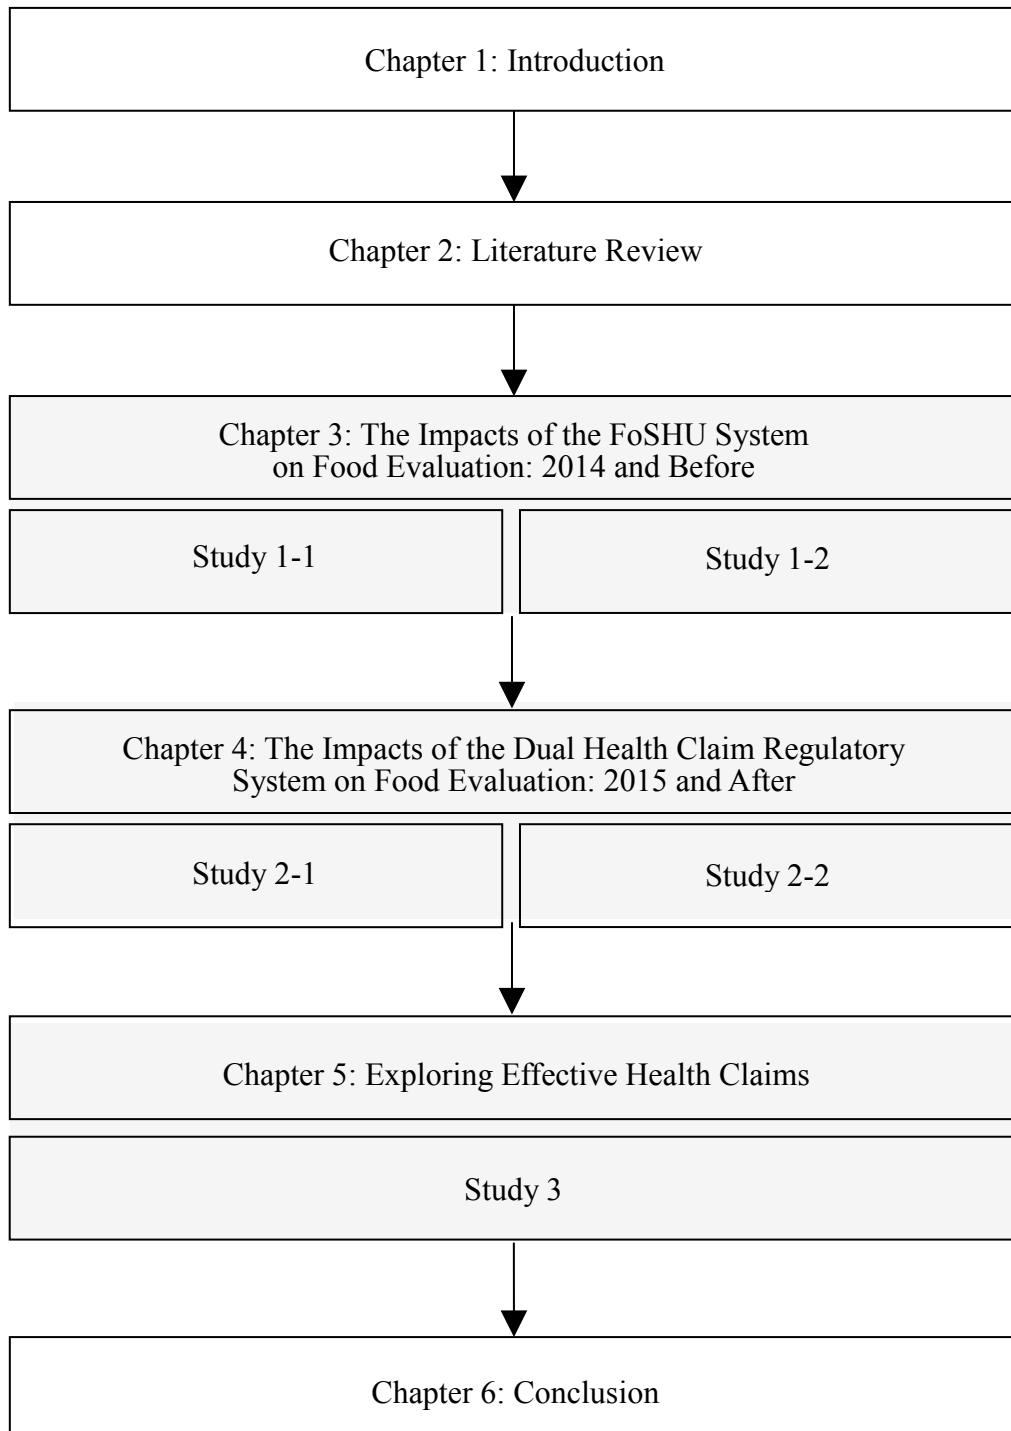 Chapter 1: Introduction
Chapter 2: Literature Review
Chapter 3: The Impacts of the FoSHU System
on Food Evaluation: 2014 and Before
Study 1-1
Study 1-2
Chapter 4: The Impacts of the Dual Health Claim Regulatory
System on Food Evaluation: 2015 and After
Study 2-1
Study 2-2
Chapter 5: Exploring Effective Health Claims
Study 3
Chapter 6: Conclusion